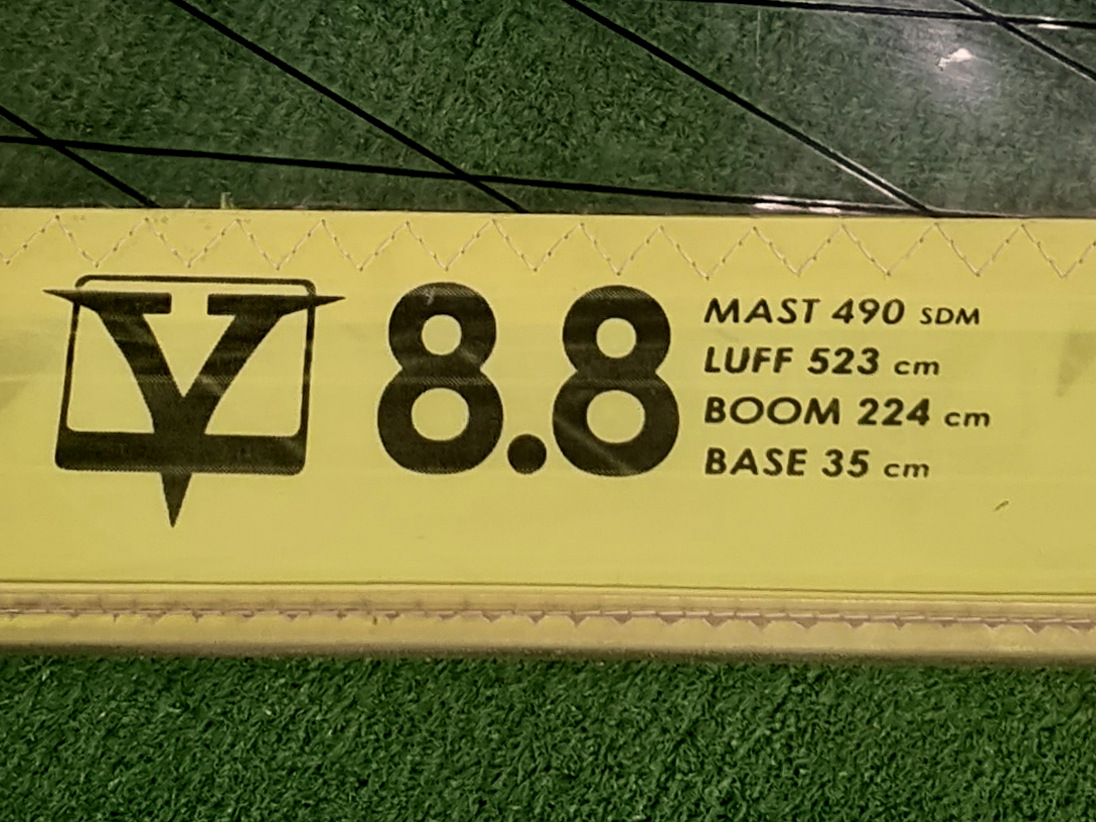 V 8.8
MAST 490 SDM
LUFF 523 cm
BOOM 224 cm
BASE 35 cm